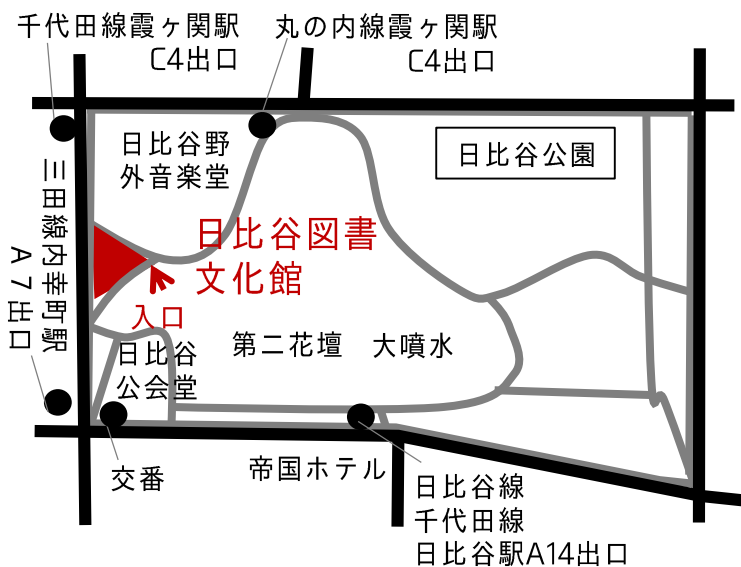 千代田線霞ヶ関駅
C4出口
丸の内線霞ヶ関駅
C4出口
日比谷野
外音楽堂
日比谷公園
三田線内幸町駅
A7出口
日比谷図書
文化館
入口
第二花壇 大噴水
日比谷
公会堂
交番
帝国ホテル
日比谷線
千代田線
日比谷駅A14出口